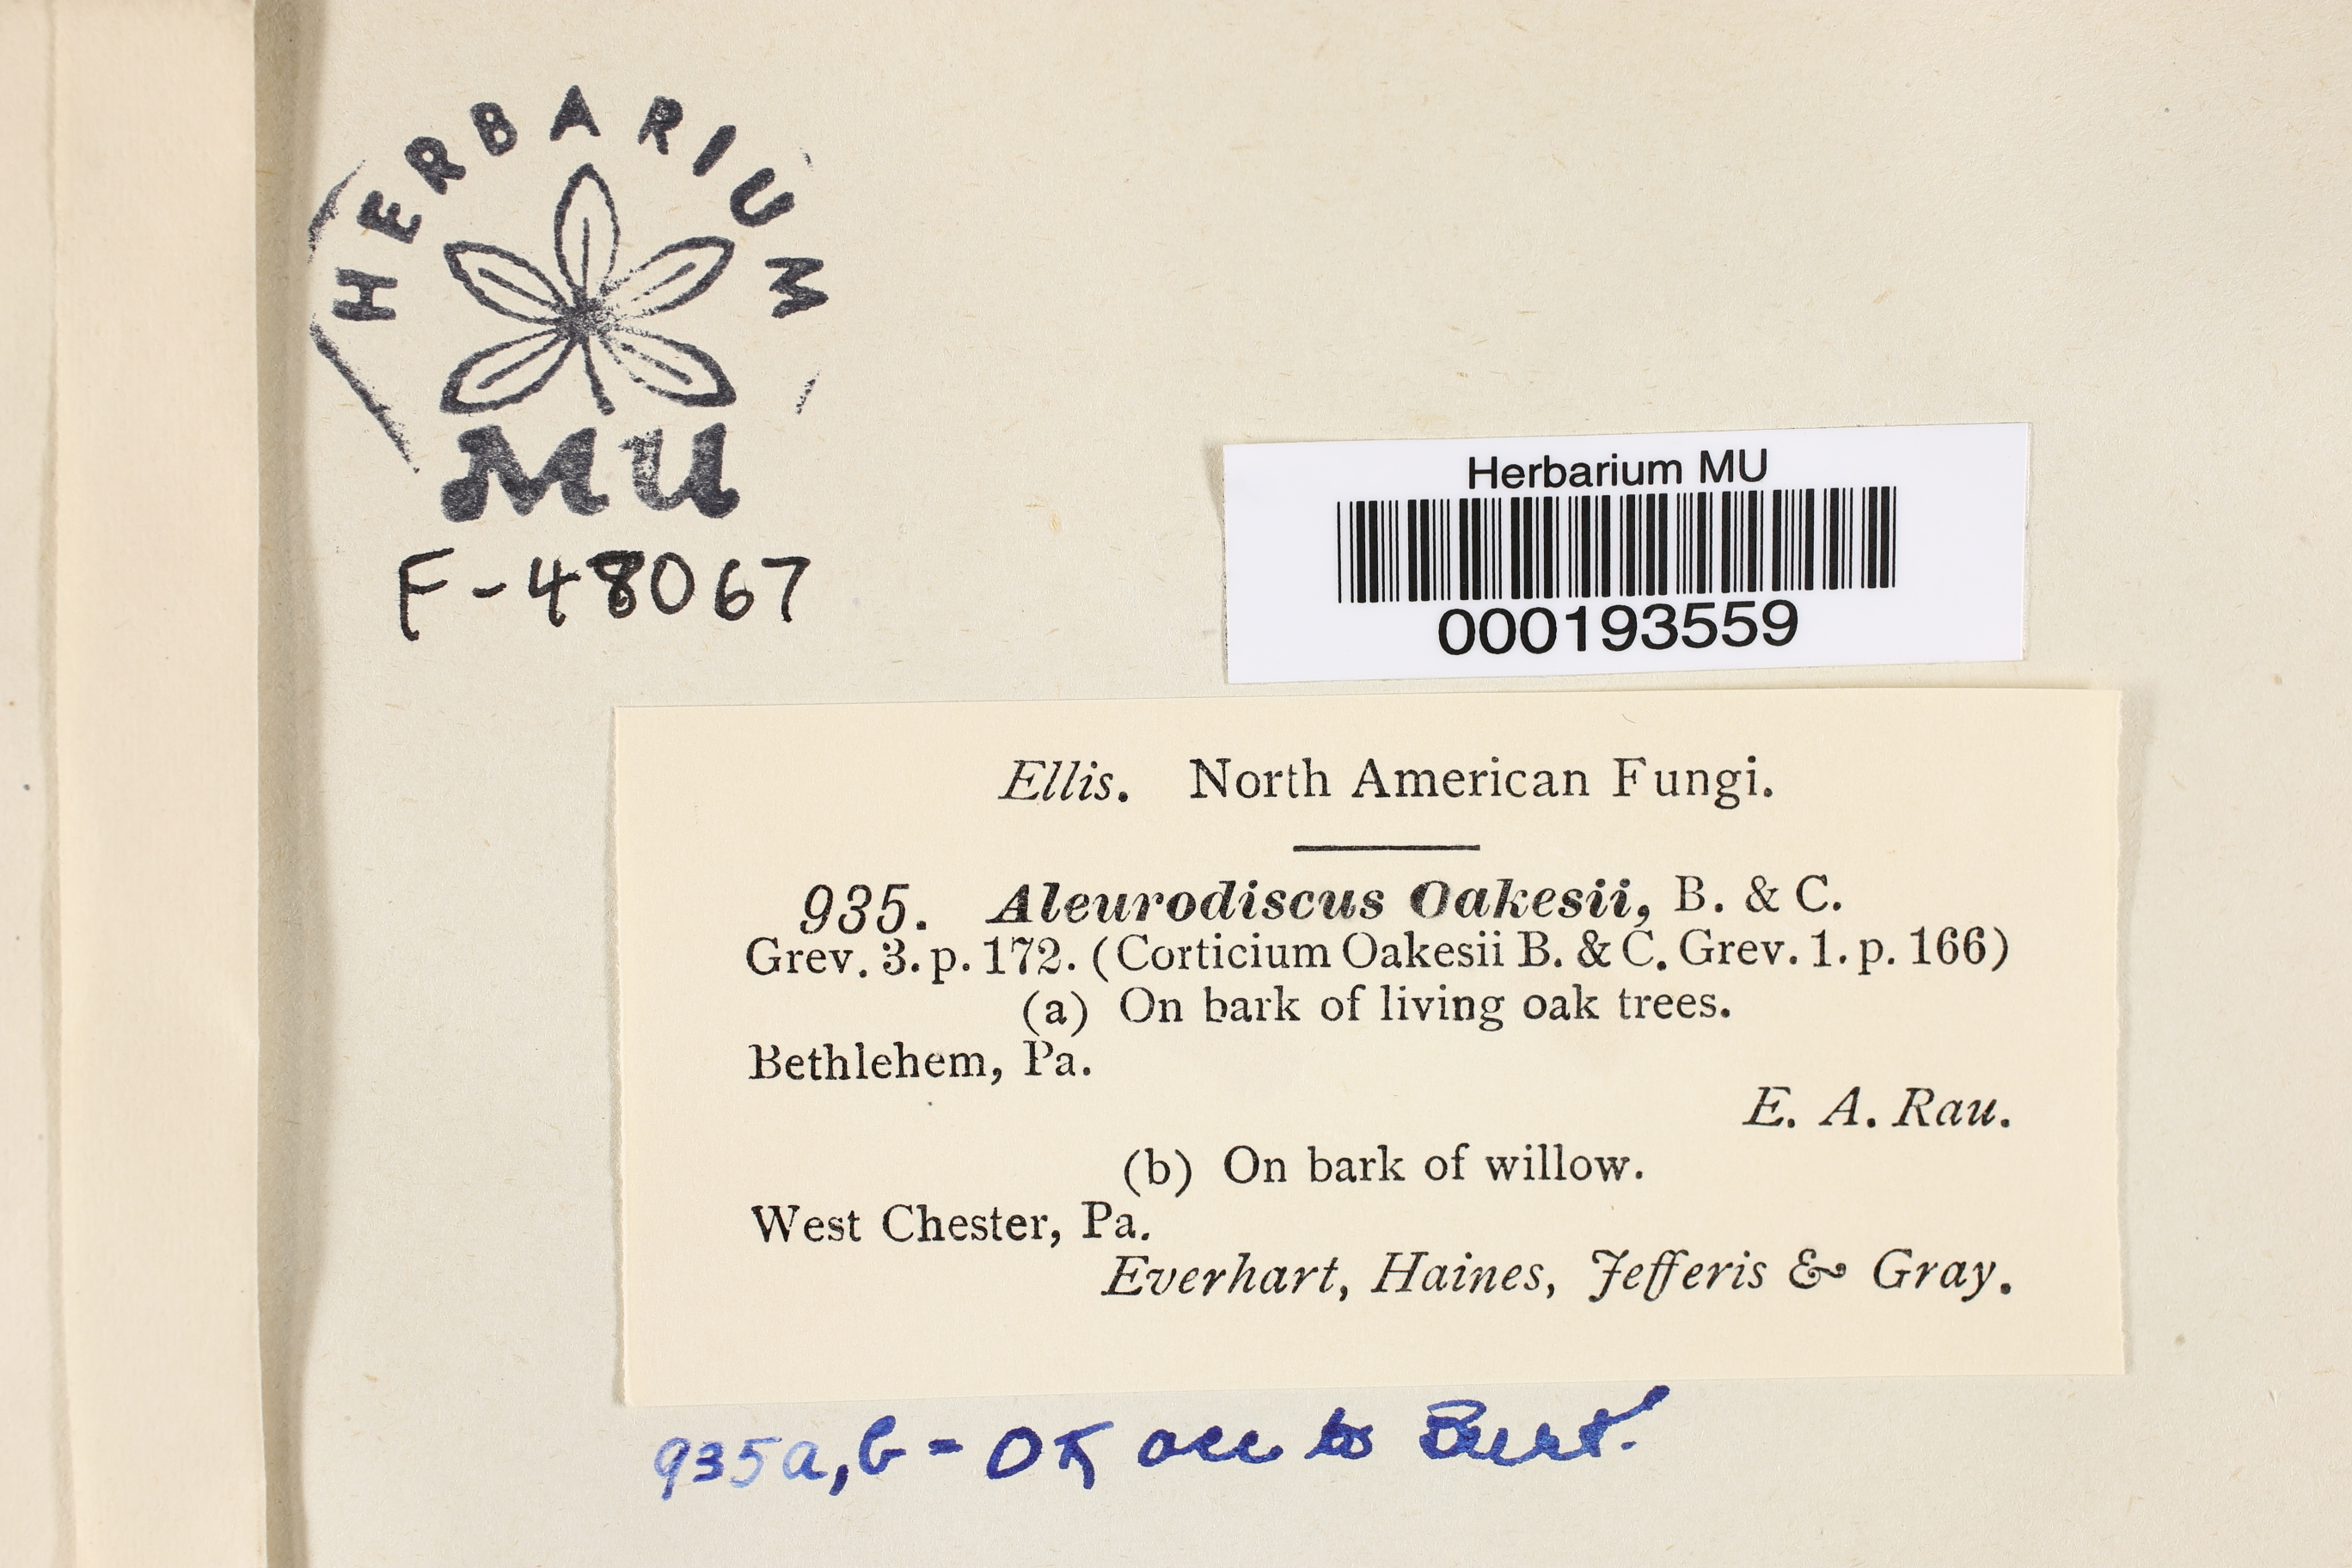 HERBARIUM
MU
F-48067
Herbarium MU
000193559
Ellis. North American Fungi.
935. Aleurodiscus Oakesii, B. & C.
Grev. 3. p. 172. (Corticium Oakesii B. & C. Grev. 1. p. 166)
(a) On bark of living oak trees.
Bethlehem, Pa.
E. A. Rau.
(b) On bark of willow.
West Chester, Pa.
Everhart, Haines, Jefferis & Gray.
935a,b = OK acc to Burt.